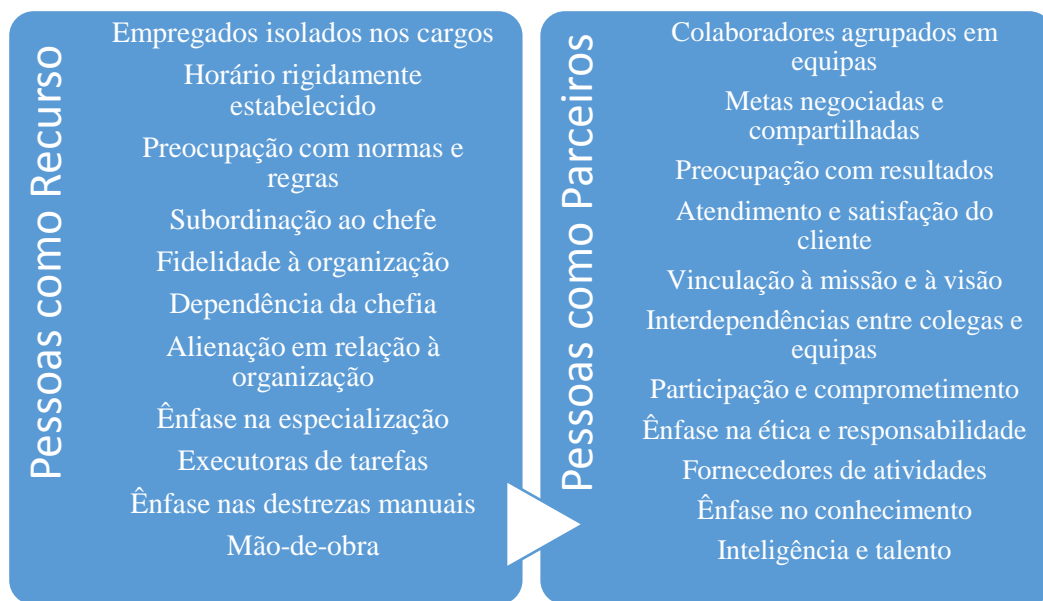 Pessoas como Recurso
Empregados isolados nos cargos
Horário rigidamente
estabelecido
Preocupação com normas e
regras
Subordinação ao chefe
Fidelidade à organização
Dependência da chefia
Alienação em relação à
organização
Ênfase na especialização
Executoras de tarefas
Ênfase nas destrezas manuais
Mão-de-obra
Pessoas como Parceiros
Colaboradores agrupados em
equipas
Metas negociadas e
compartilhadas
Preocupação com resultados
Atendimento e satisfação do
cliente
Vinculação à missão e à visão
Interdependências entre colegas e
equipas
Participação e comprometimento
Ênfase na ética e responsabilidade
Fornecedores de atividades
Ênfase no conhecimento
Inteligência e talento